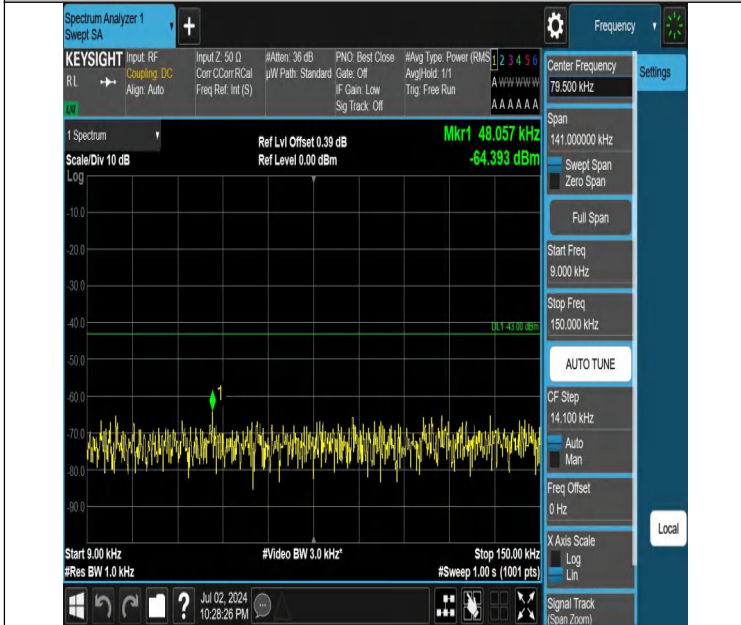 Spectrum Analyzer 1
Swept SA
+
Frequency
KEYSIGHT
RL
Input: RF
Coupling: DC
Align: Auto
Input Z: 50 Ω
Corr CCorr RCal
Freq Ref: Int (S)
#Atten: 36 dB
µW Path: Standard
PNO: Best Close
Gate: Off
IF Gain: Low
Sig Track: Off
#Avg Type: Power (RMS
Avg|Hold: 1/1
Trig: Free Run
1 2 3 4 5 6
A W W W W W
A A A A A A
1 Spectrum
Scale/Div 10 dB
Log
Ref Lvl Offset 0.39 dB
Ref Level 0.00 dBm
Mkr1 48.057 kHz
-64.393 dBm
-10.0
-20.0
-30.0
-40.0
DL1 -43.00 dBm
-50.0
-60.0
1
-70.0
-80.0
-90.0
Start 9.00 kHz
#Res BW 1.0 kHz
#Video BW 3.0 kHz*
Stop 150.00 kHz
#Sweep 1.00 s (1001 pts)
?
Jul 02, 2024
10:28:26 PM
Center Frequency
79.500 kHz
Settings
Span
141.000000 kHz
Swept Span
Zero Span
Full Span
Start Freq
9.000 kHz
Stop Freq
150.000 kHz
AUTO TUNE
CF Step
14.100 kHz
Auto
Man
Freq Offset
0 Hz
X Axis Scale
Log
Lin
Local
Signal Track
(Span Zoom)